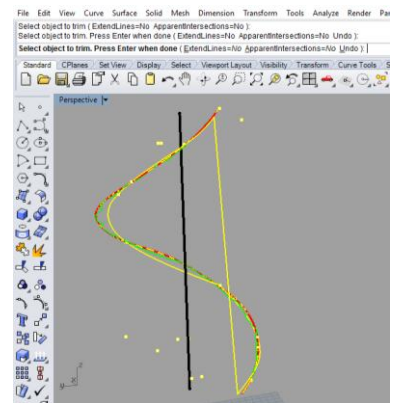 File Edit View Curve Surface Solid Mesh Dimension Transform Tools Analyze Render
Select object to trim ( ExtendLines=No ApparentIntersections=No ):
Select object to trim. Press Enter when done ( ExtendLines=No ApparentIntersections=No Undo ):
Select object to trim. Press Enter when done ( ExtendLines=No ApparentIntersections=No Undo ):
Standard CPlanes Set View Display Select Viewport Layout Visibility Transform Curve Tools
Perspective
z
y